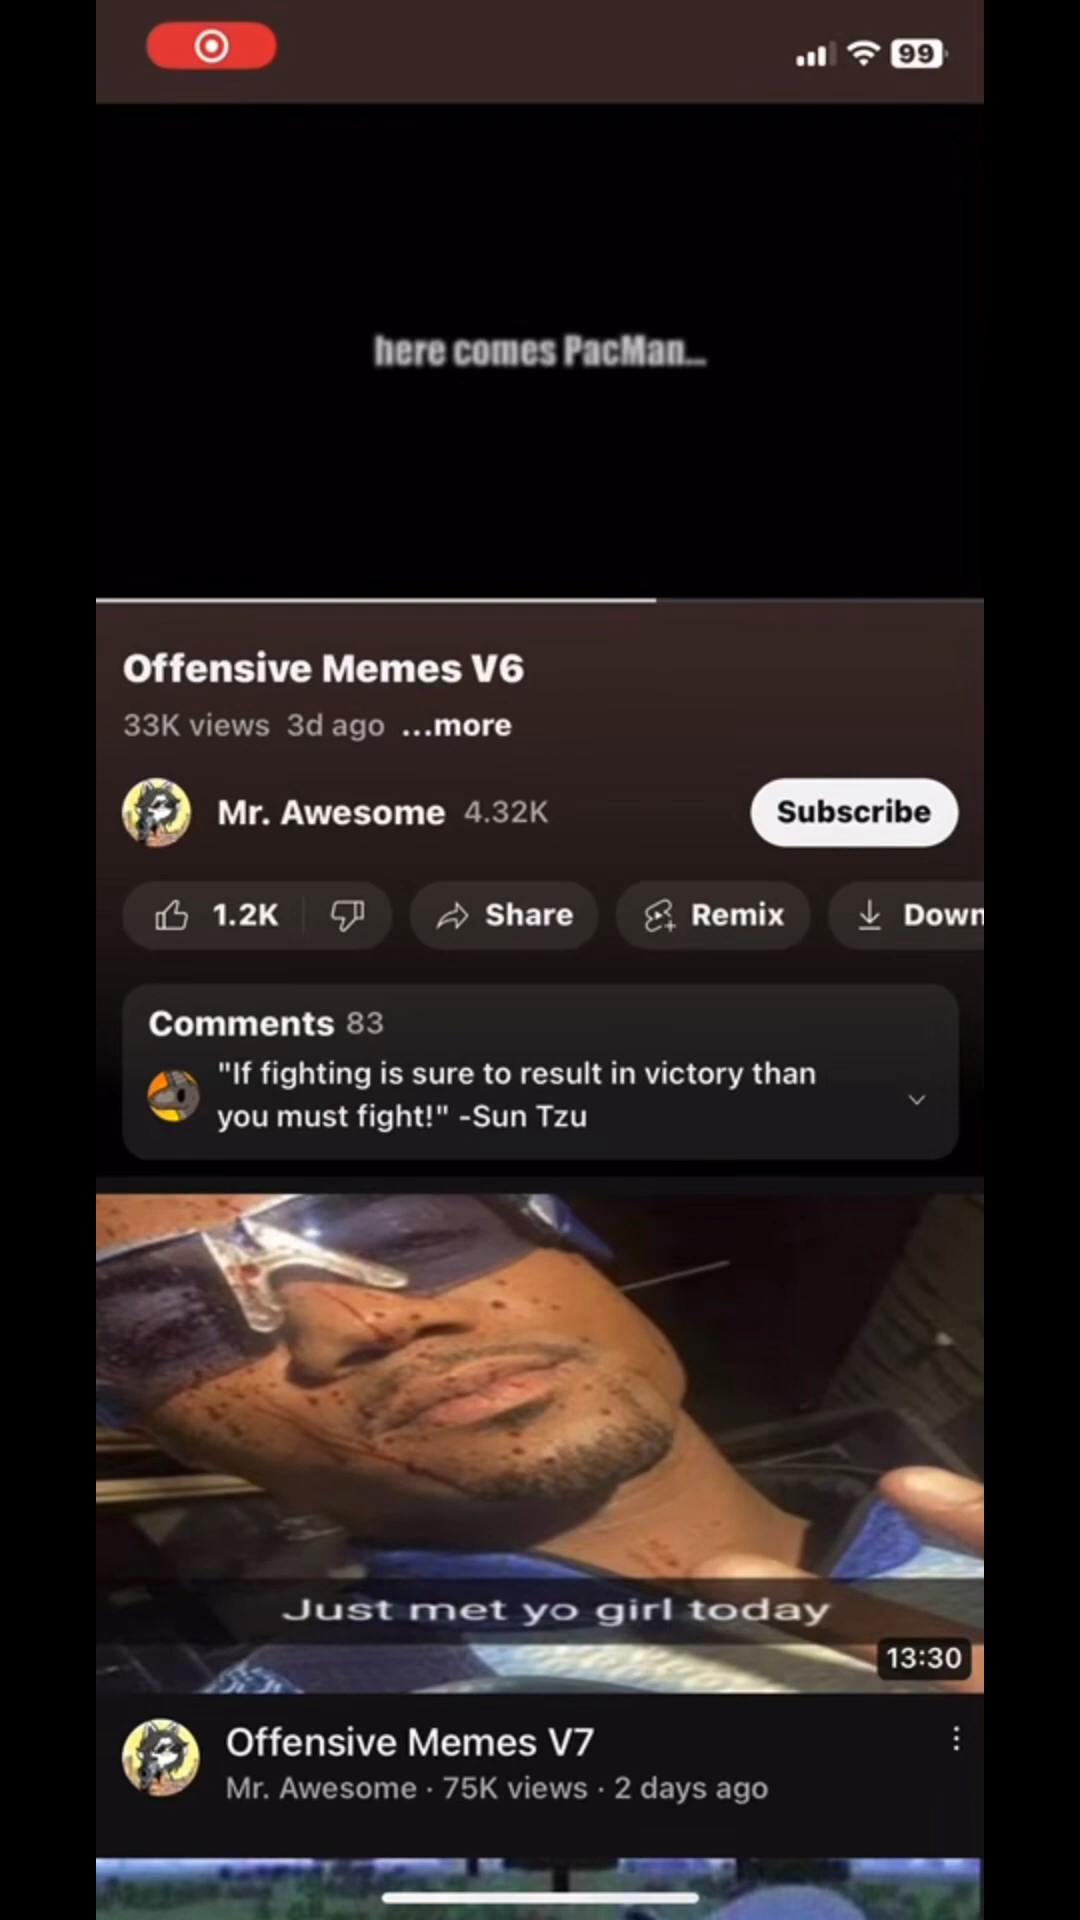 99
here comes PacMan...
Offensive Memes V6
33K views 3d ago ...more
Mr. Awesome 4.32K
Subscribe
1.2K
Share
Remix
Down
Comments 83
"If fighting is sure to result in victory than
you must fight!" -Sun Tzu
Just met yo girl today
13:30
Offensive Memes V7
Mr. Awesome · 75K views · 2 days ago